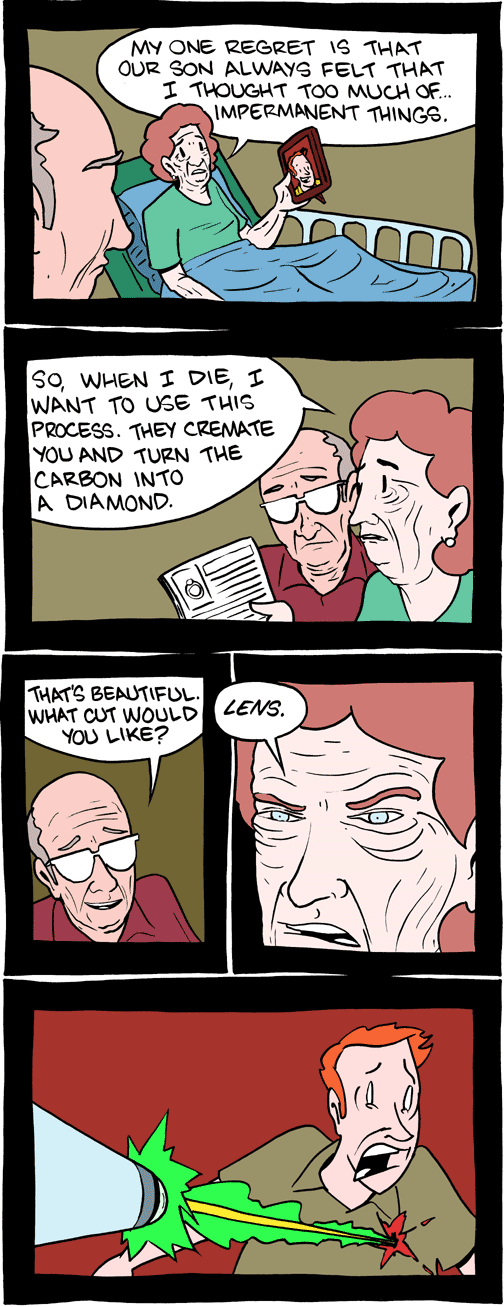 MY ONE REGRET IS THAT
OUR SON ALWAYS FELT THAT
I THOUGHT TOO MUCH OF...
IMPERMANENT THINGS.
SO, WHEN I DIE, I
WANT TO USE THIS
PROCESS. THEY CREMATE
YOU AND TURN THE
CARBON INTO
A DIAMOND.
THAT'S BEAUTIFUL.
WHAT CUT WOULD
YOU LIKE?
LENS.